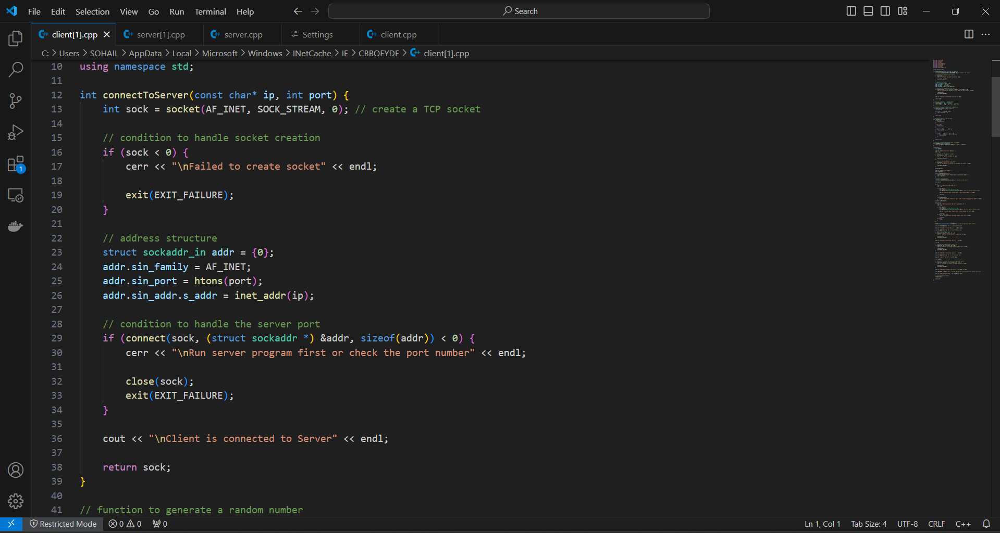 File Edit Selection View Go Run Terminal Help Search
client[1].cpp server[1].cpp server.cpp Settings client.cpp
C: > Users > SOHAIL > AppData > Local > Microsoft > Windows > INetCache > IE > CBBOEYDF > client[1].cpp
10 using namespace std;
11
12 int connectToServer(const char* ip, int port) {
13     int sock = socket(AF_INET, SOCK_STREAM, 0); // create a TCP socket
14
15     // condition to handle socket creation
16     if (sock < 0) {
17         cerr << "\nFailed to create socket" << endl;
18
19         exit(EXIT_FAILURE);
20     }
21
22     // address structure
23     struct sockaddr_in addr = {0};
24     addr.sin_family = AF_INET;
25     addr.sin_port = htons(port);
26     addr.sin_addr.s_addr = inet_addr(ip);
27
28     // condition to handle the server port
29     if (connect(sock, (struct sockaddr *) &addr, sizeof(addr)) < 0) {
30         cerr << "\nRun server program first or check the port number" << endl;
31
32         close(sock);
33         exit(EXIT_FAILURE);
34     }
35
36     cout << "\nClient is connected to Server" << endl;
37
38     return sock;
39 }
40
41 // function to generate a random number
1
Restricted Mode 0 0 0 Ln 1, Col 1 Tab Size: 4 UTF-8 CRLF C++